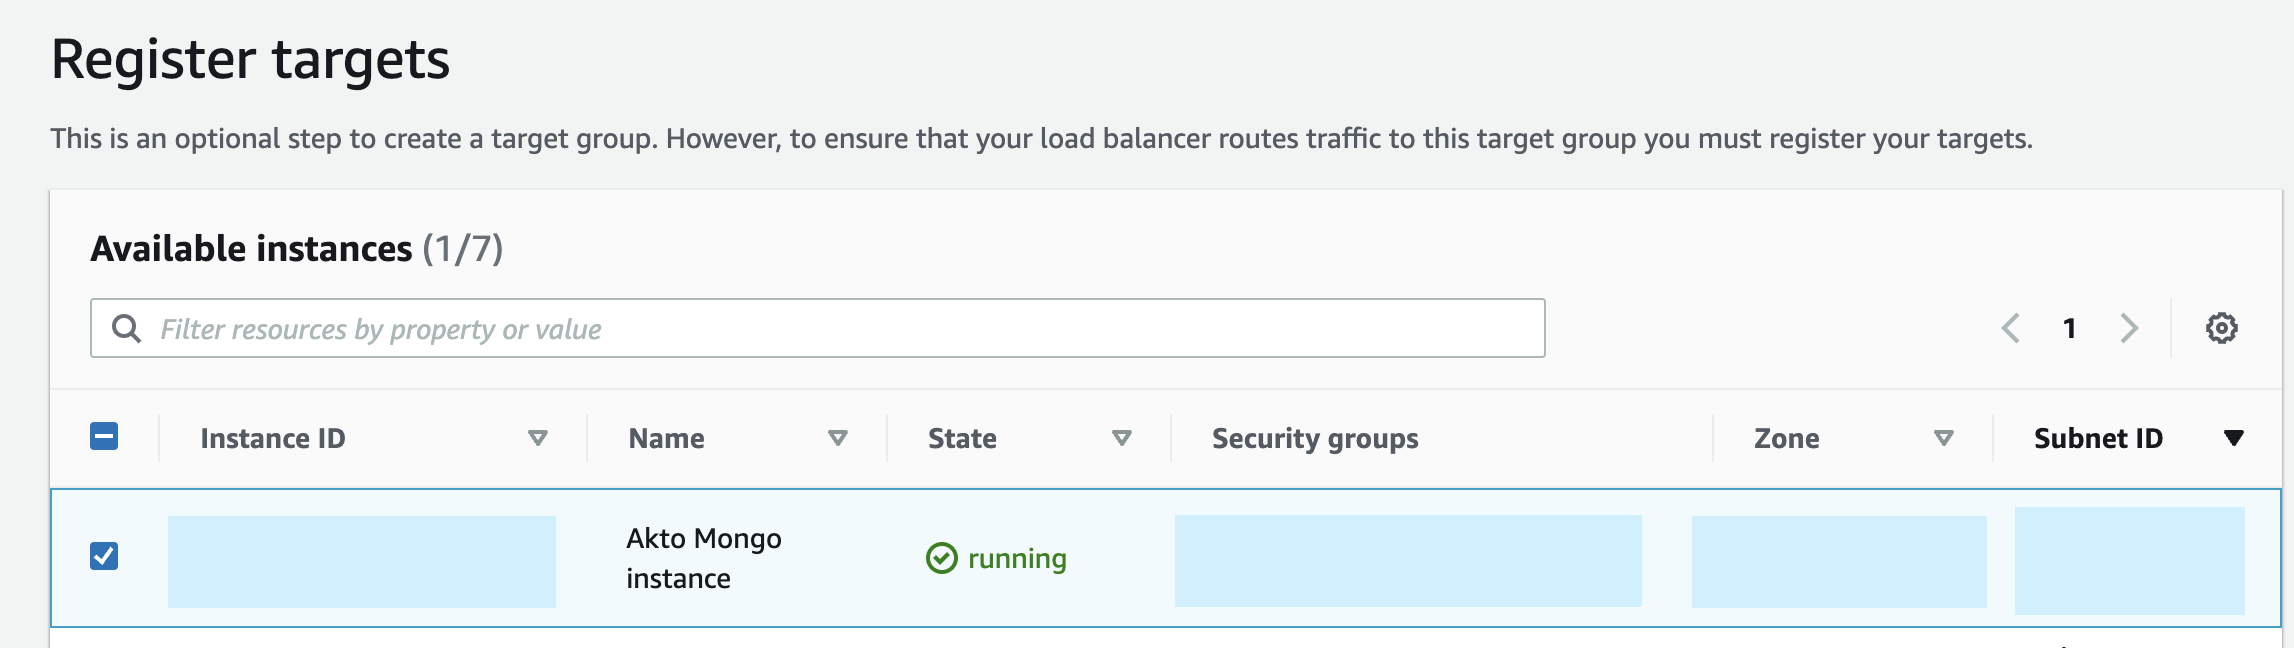 Register targets
This is an optional step to create a target group. However, to ensure that your load balancer routes traffic to this target group you must register your targets.
Available instances (1/7)
Filter resources by property or value
1
Instance ID Name State Security groups Zone Subnet ID
Akto Mongo
instance
running